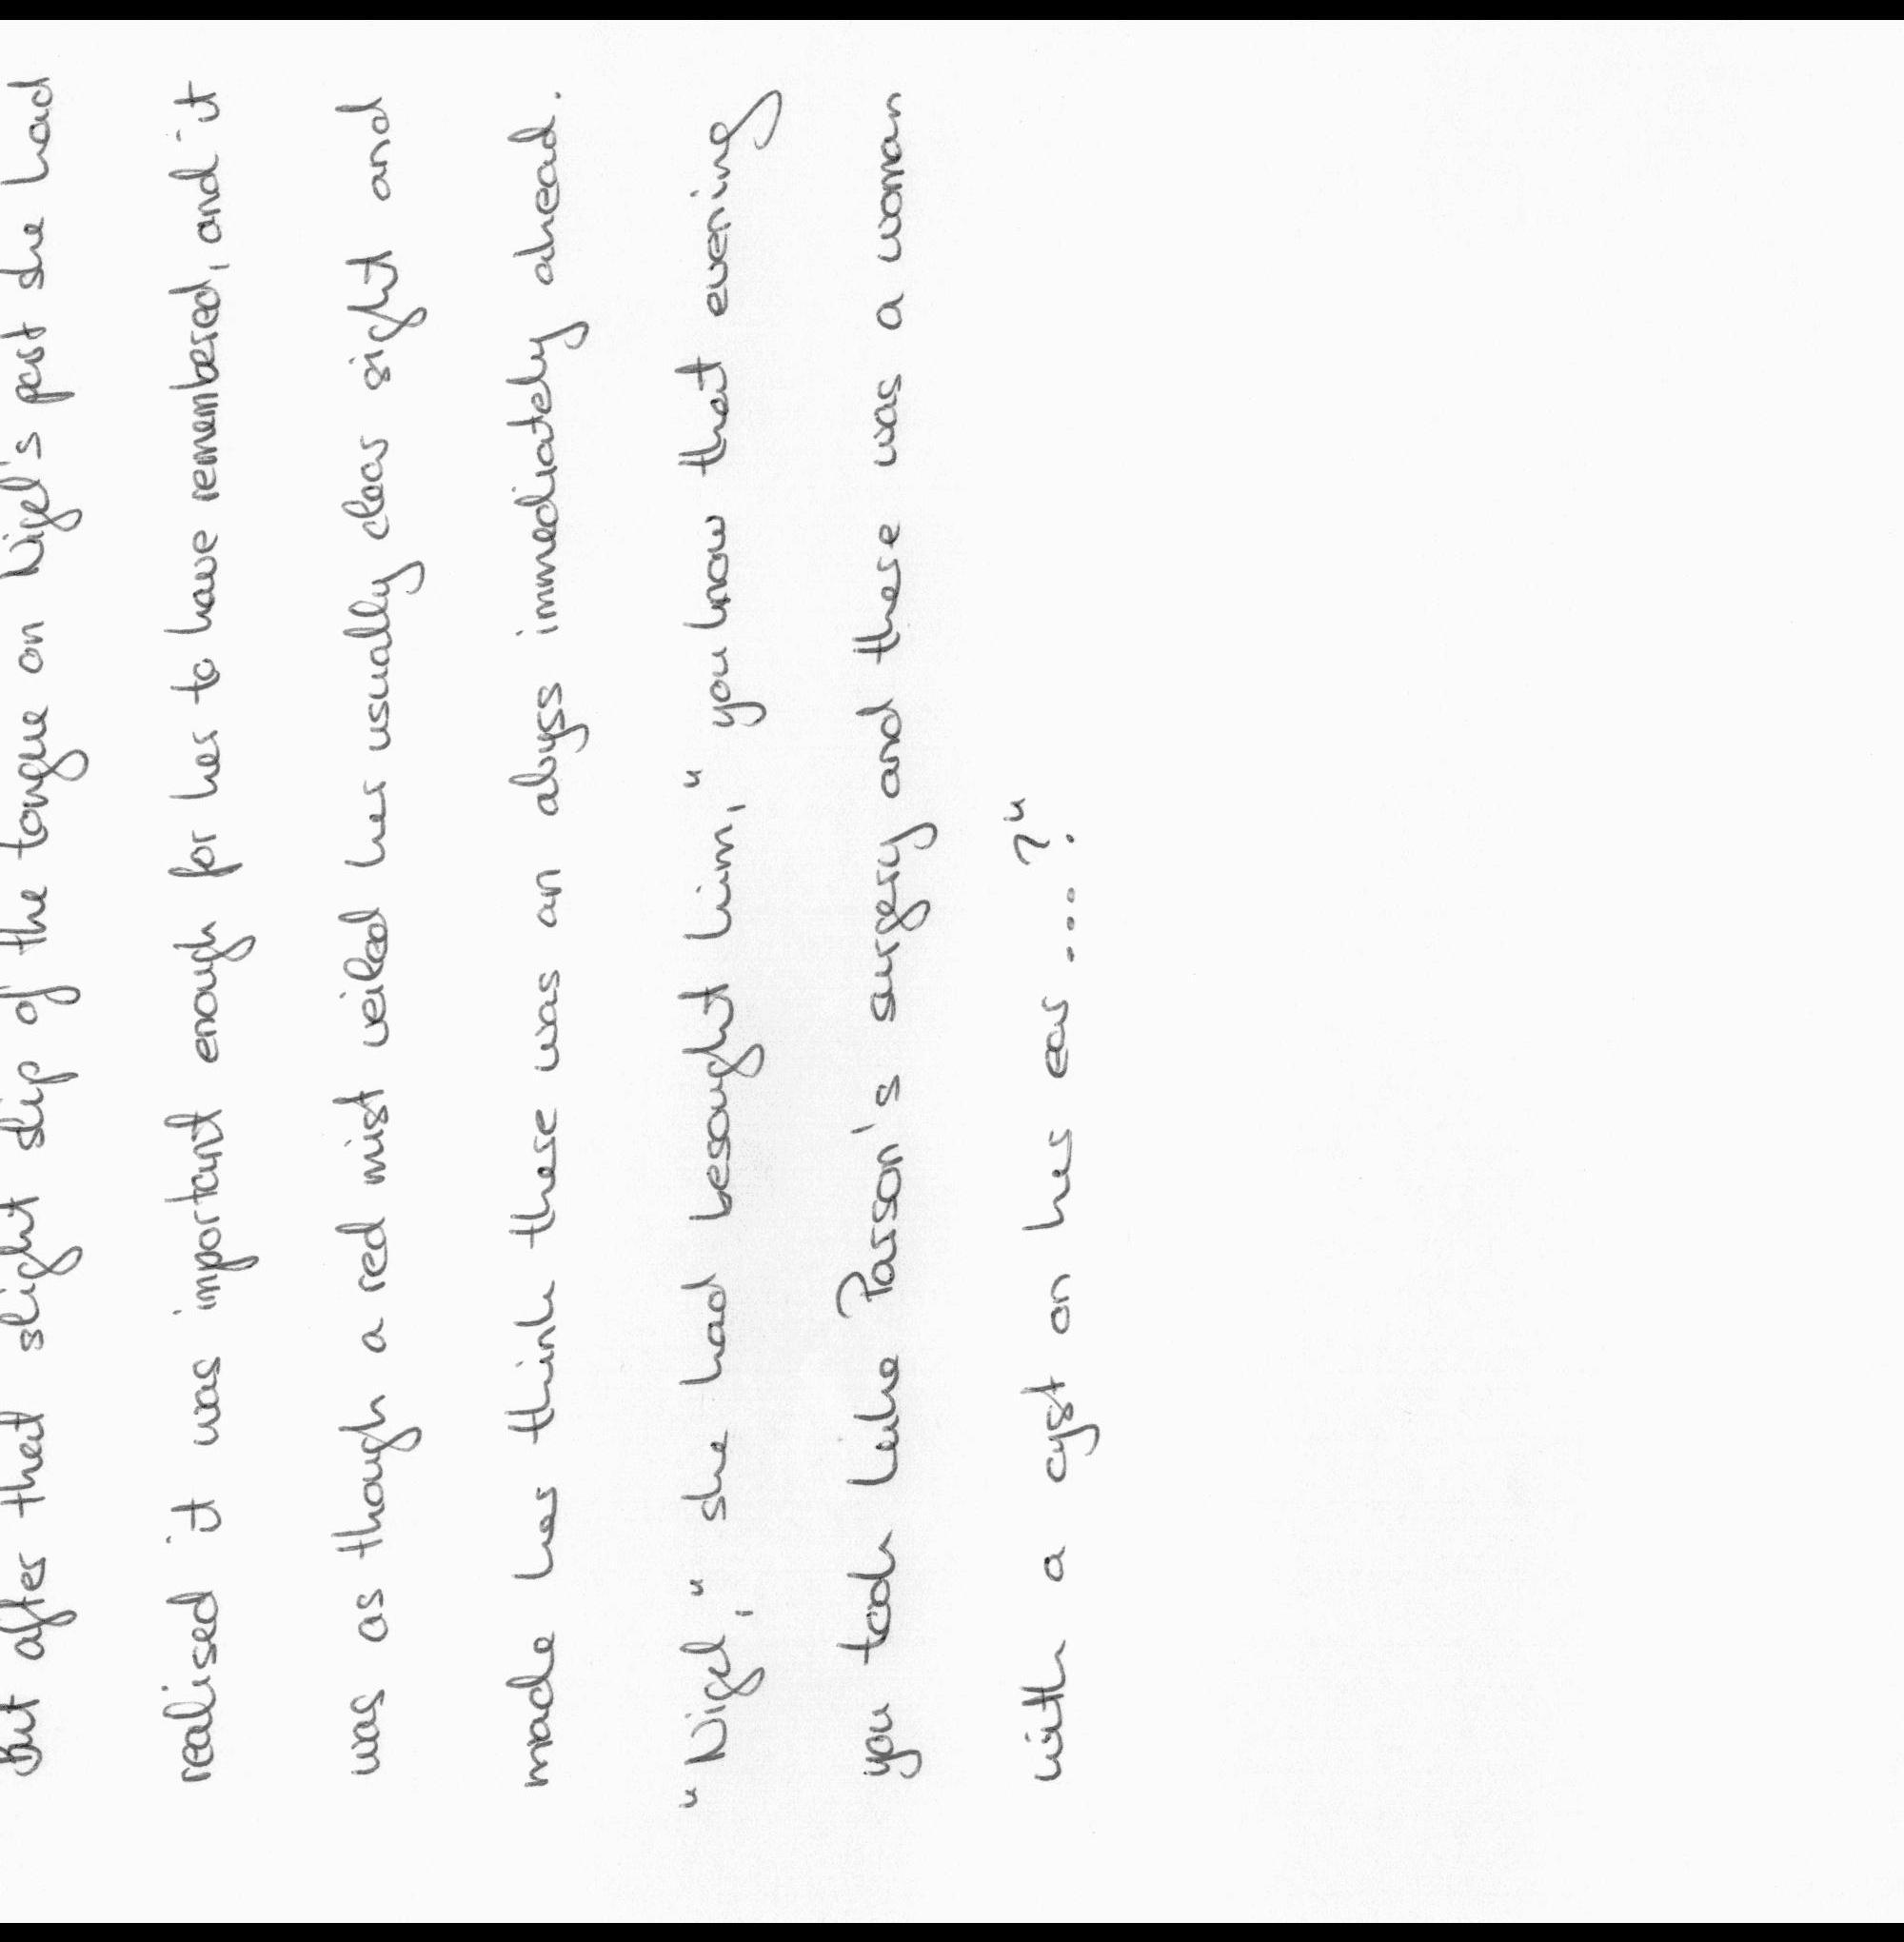 But after that slight slip of the tongue on Nigel's part she had
realised it was important enough for her to have remembered, and it
was as though a red mist veiled her usually clear sight and
made her think there was an abyss immediately ahead.
"Nigel," she had besought him, "you know that evening
you took Luke Parson's surgery and there was a woman
with a cyst on her ear....?"